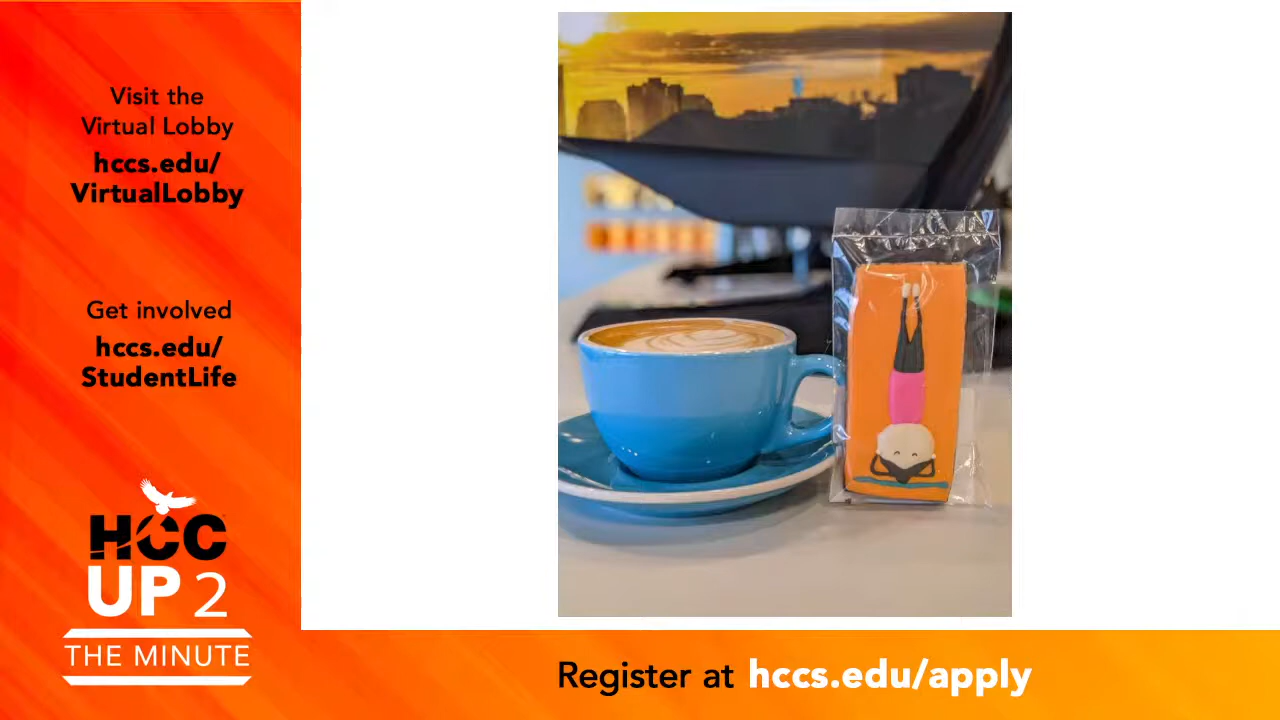 Visit the
Virtual Lobby
hccs.edu/
VirtualLobby
Get involved
hccs.edu/
StudentLife
HCC
UP 2
THE MINUTE
Register at hccs.edu/apply